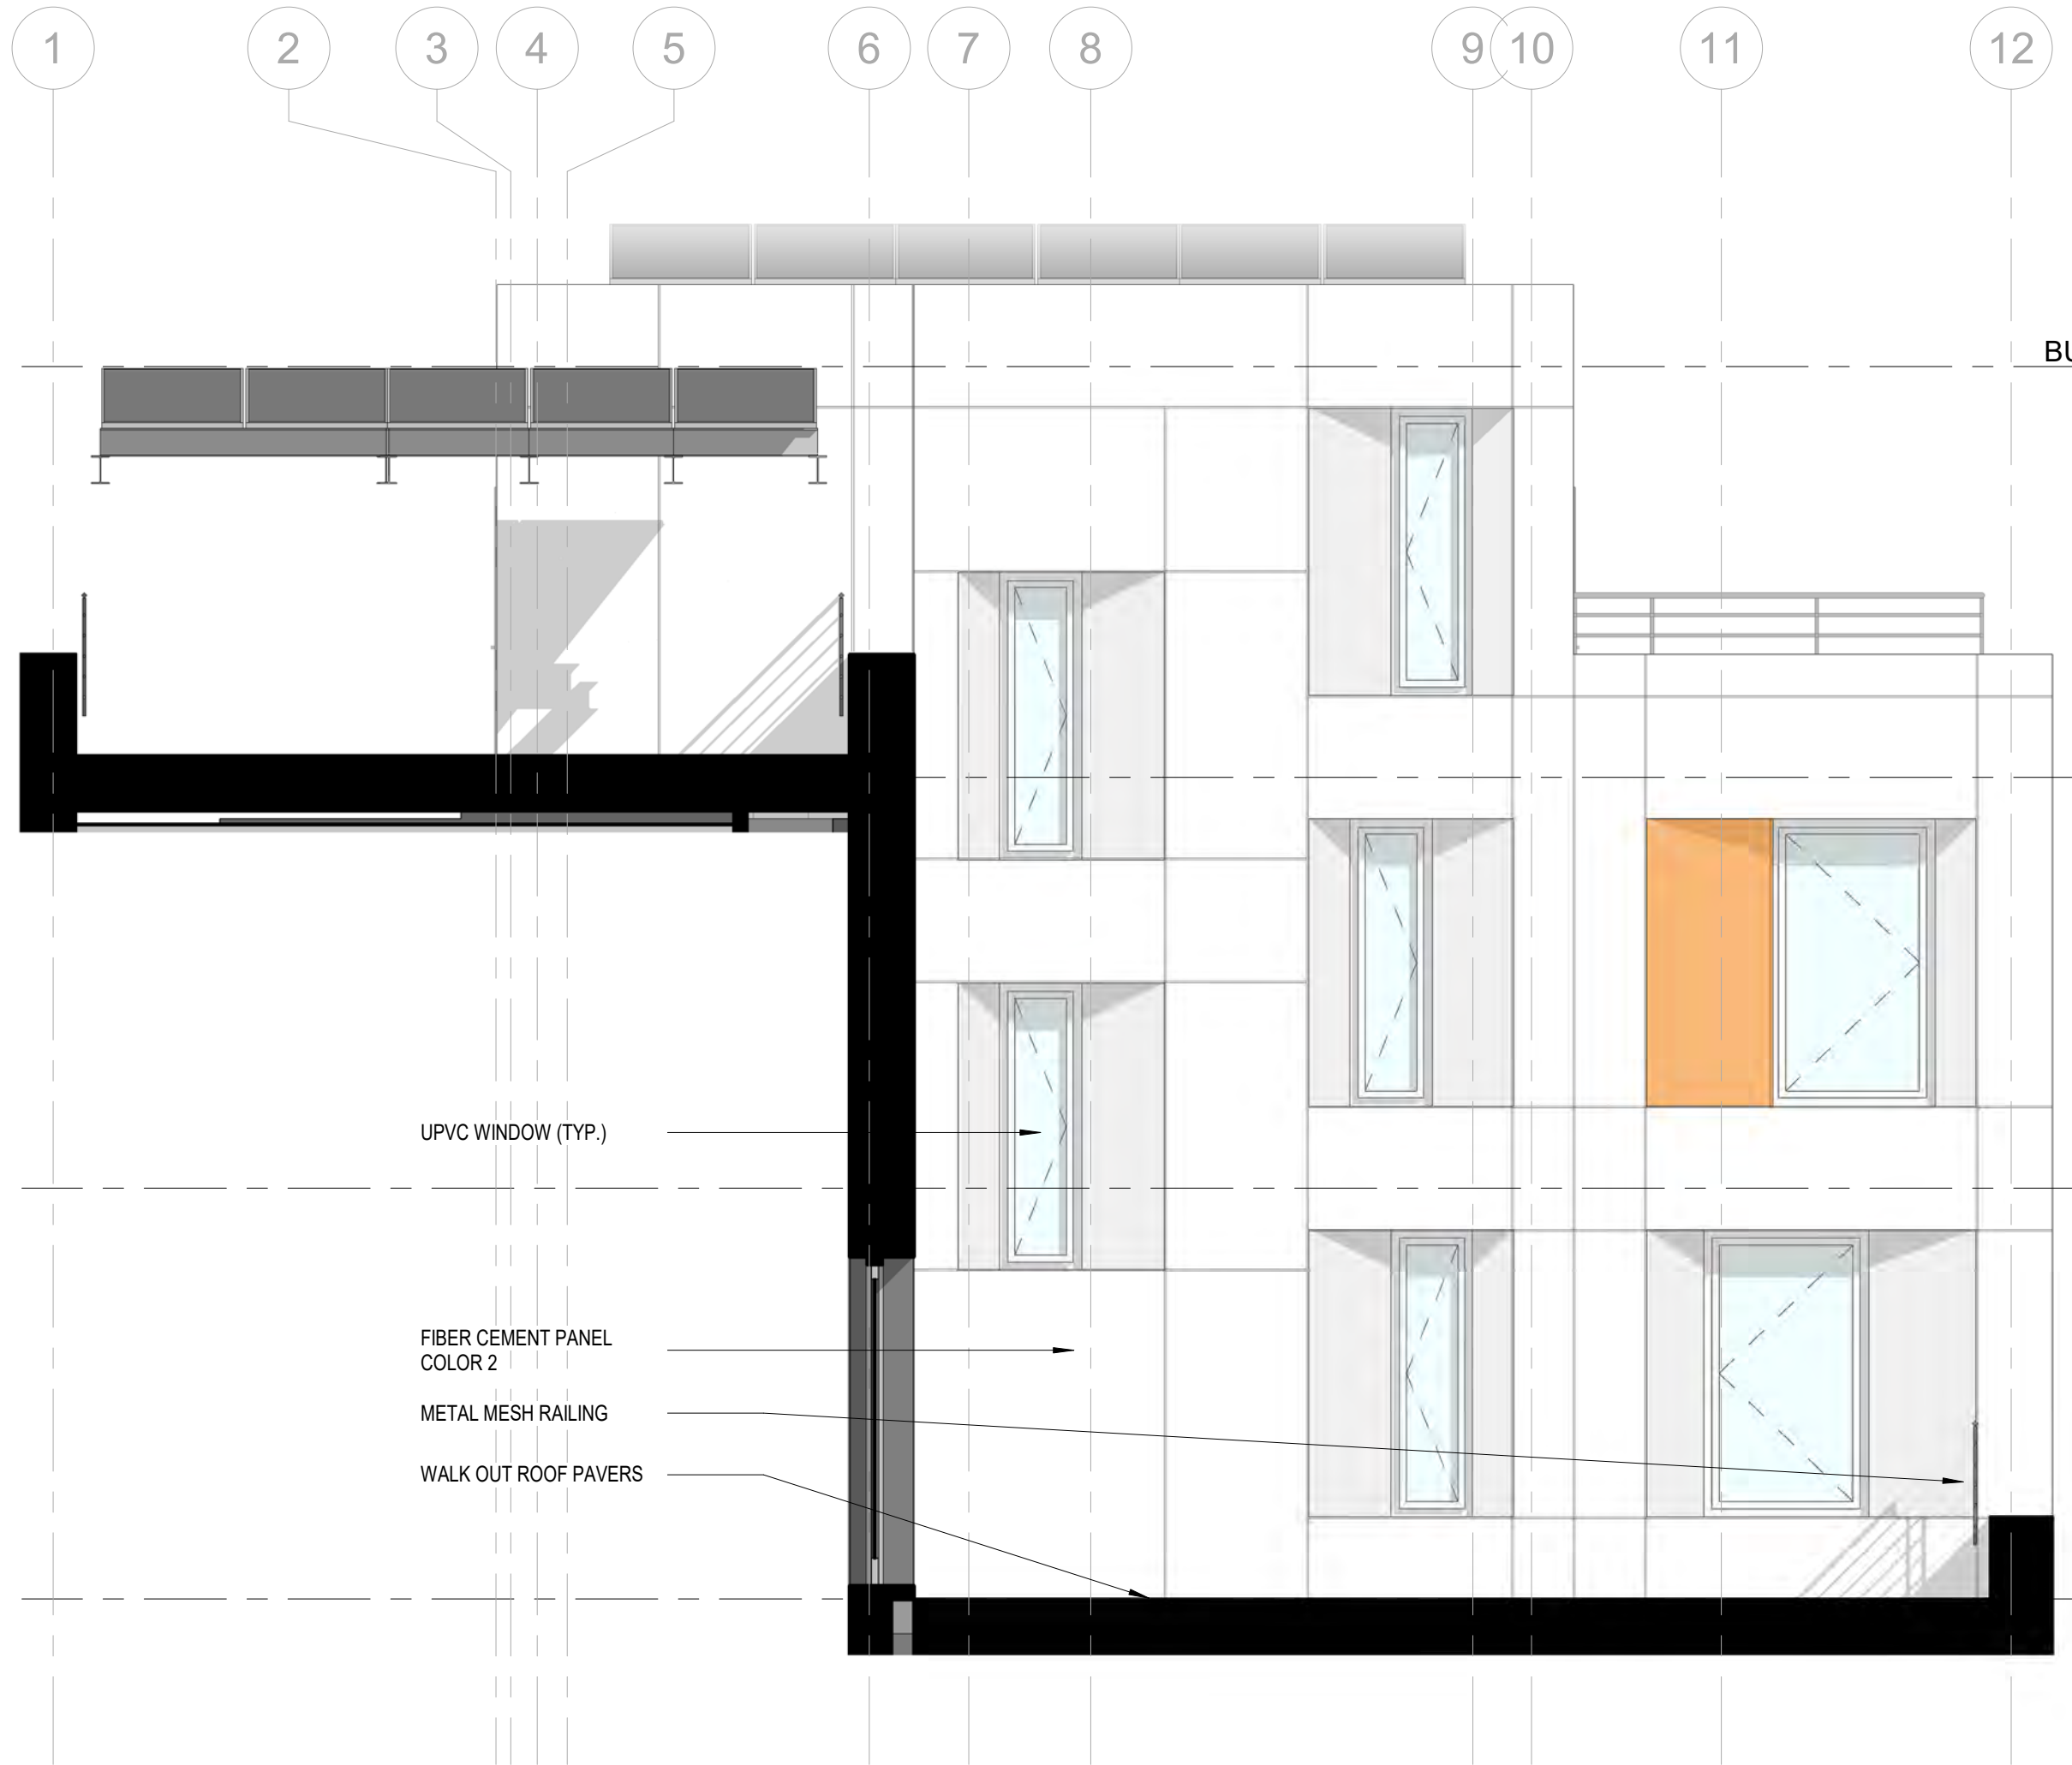 1 2 3 4 5 6 7 8 9 10 11 12
BU
UPVC WINDOW (TYP.)
FIBER CEMENT PANEL
COLOR 2
METAL MESH RAILING
WALK OUT ROOF PAVERS